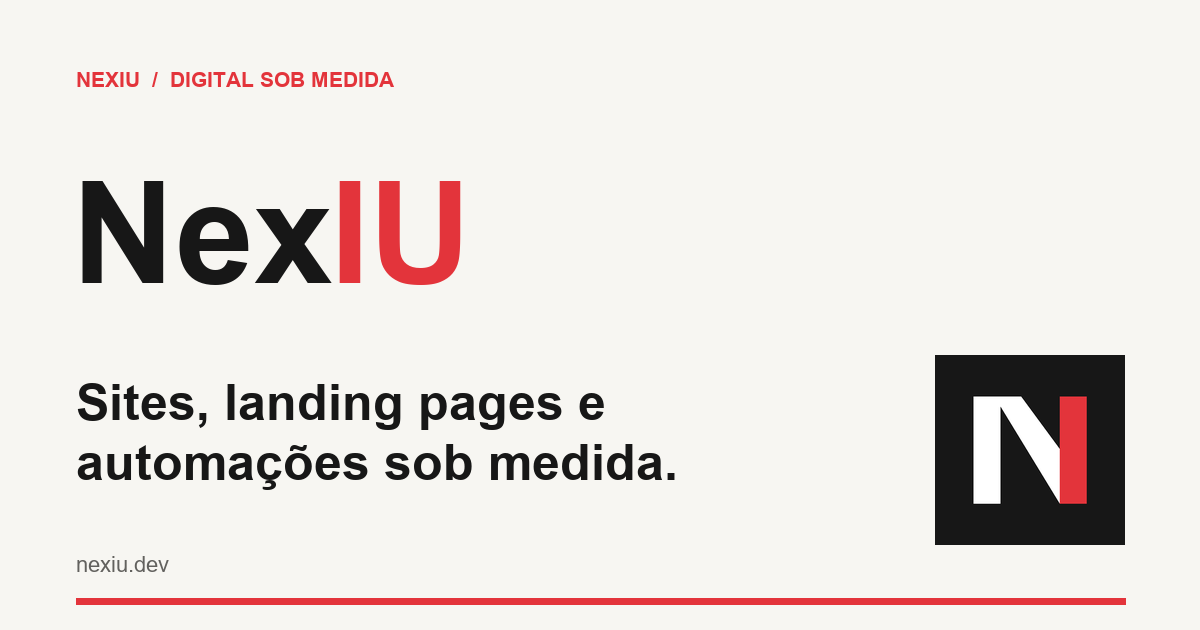 NEXIU / DIGITAL SOB MEDIDA
NexIU
Sites, landing pages e
automações sob medida.
N
nexiu.dev